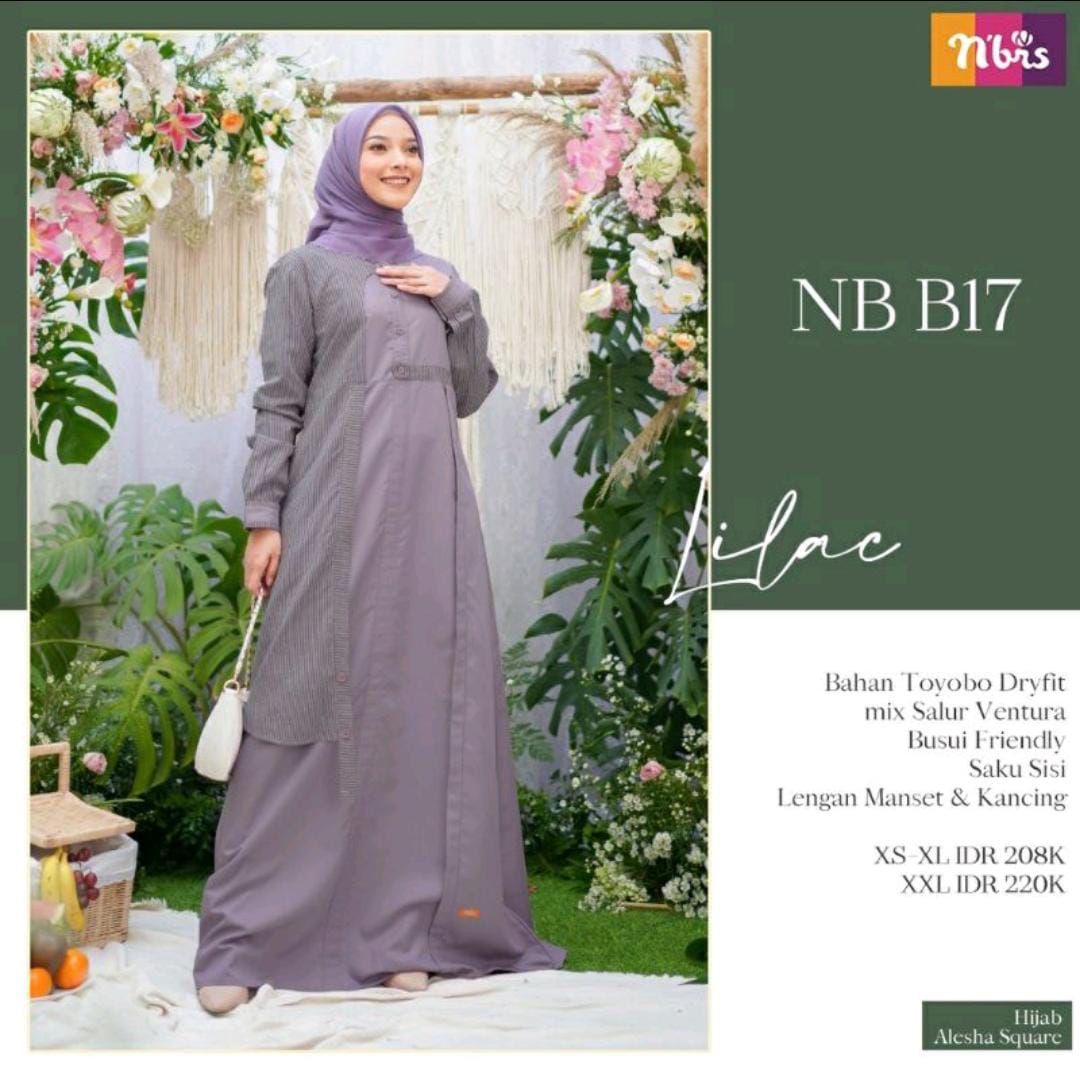 N'brs
NB B17
Lilac
Bahan Toyobo Dryfit
mix Salur Ventura
Busui Friendly
Saku Sisi
Lengan Manset & Kancing
XS-XL IDR 208K
XXL IDR 220K
Hijab
Alesha Square